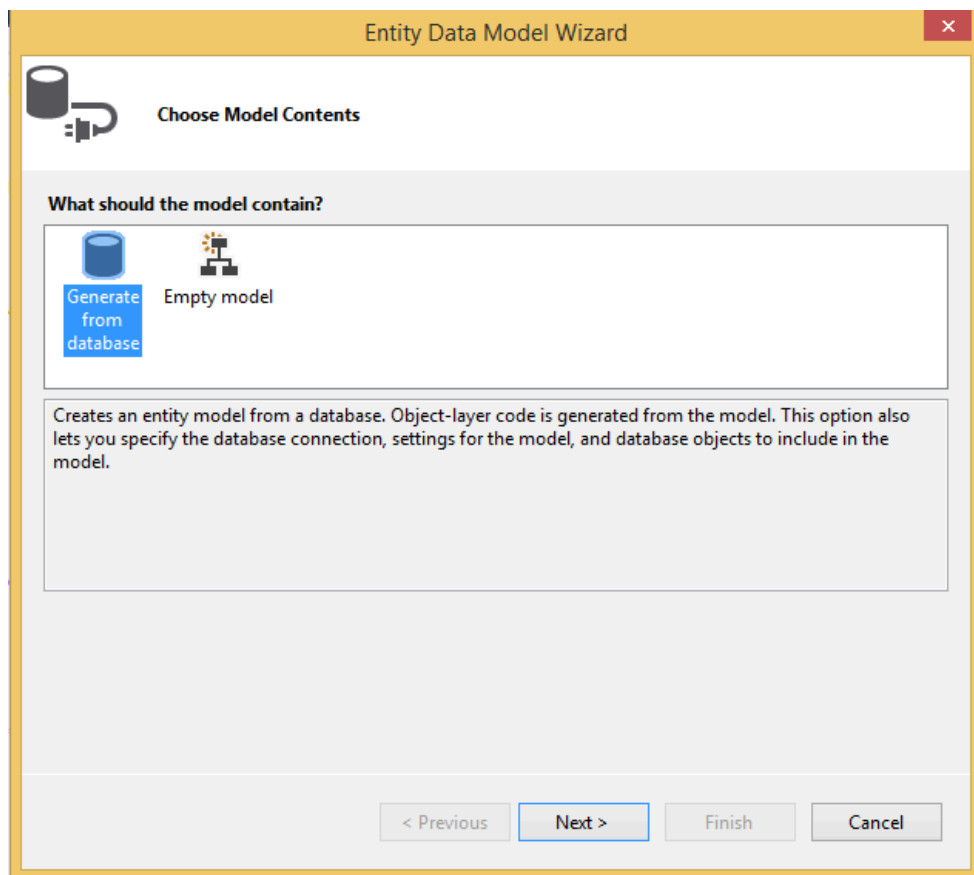 Entity Data Model Wizard
Choose Model Contents
What should the model contain?
Generate
from
database
Empty model
Creates an entity model from a database. Object-layer code is generated from the model. This option also
lets you specify the database connection, settings for the model, and database objects to include in the
model.
< Previous
Next >
Finish
Cancel